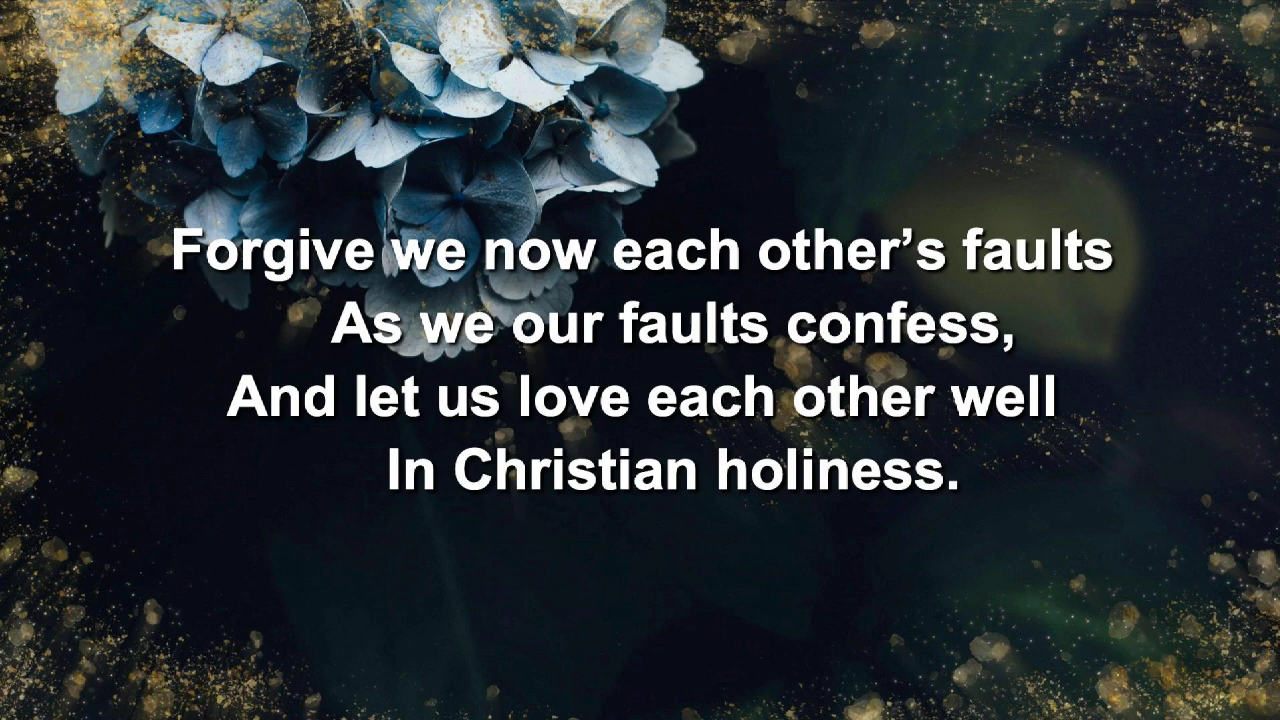 Forgive we now each other’s faults
As we our faults confess,
And let us love each other well
In Christian holiness.